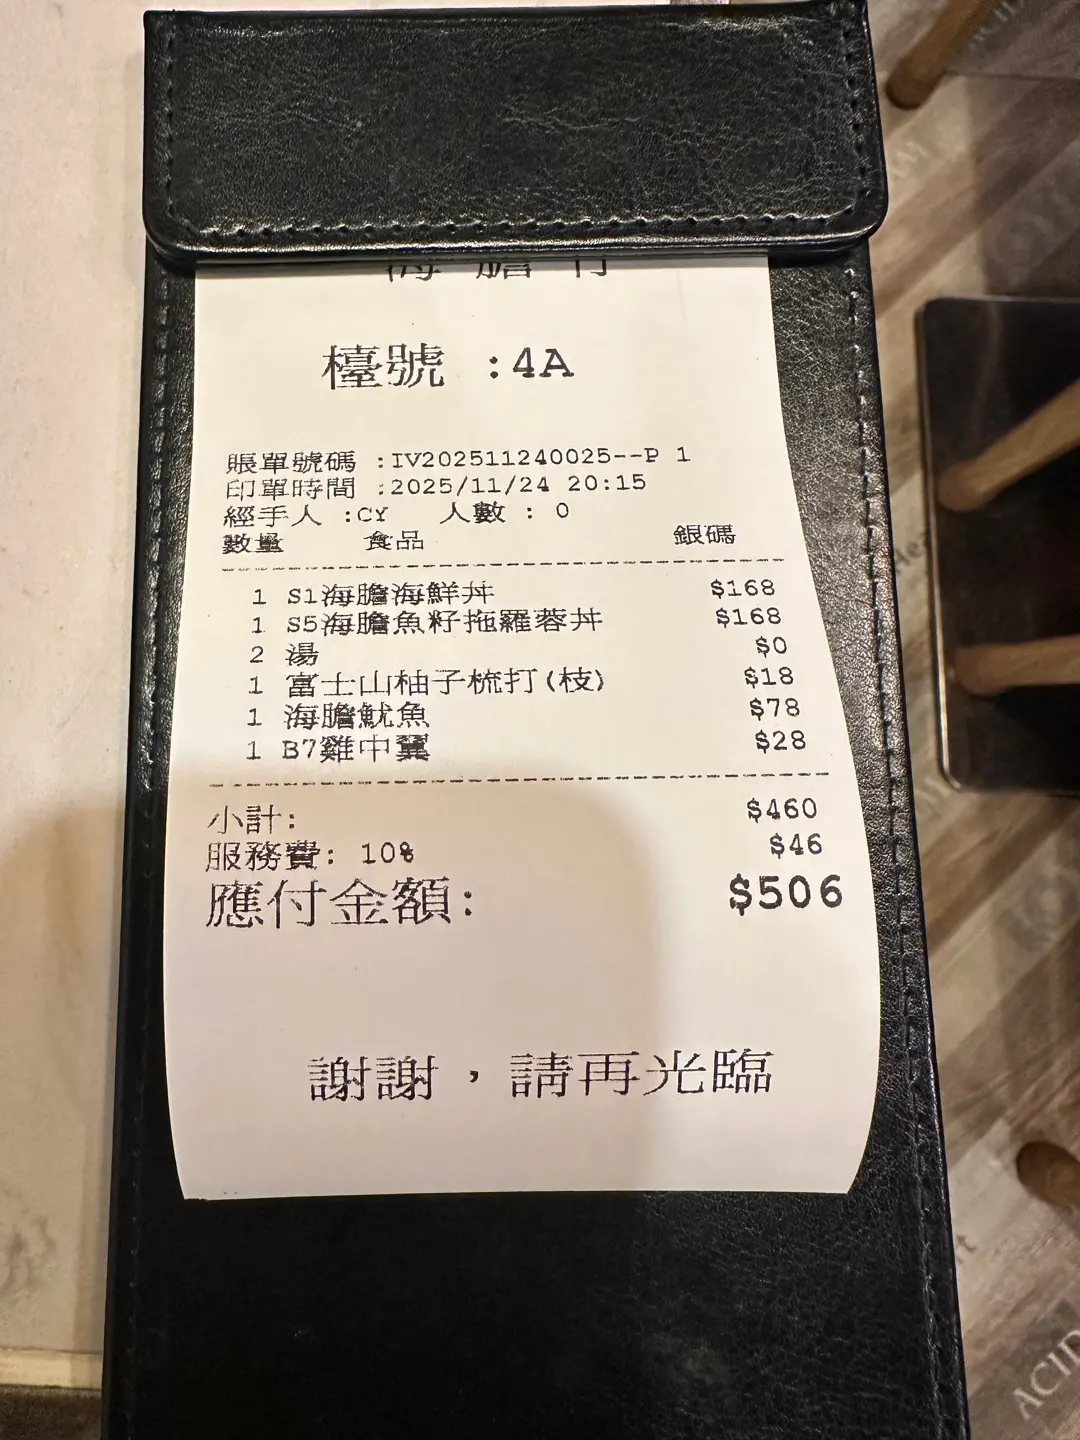 海膽行
檯號 :4A
賬單號碼 :IV202511240025--P 1
印單時間 :2025/11/24 20:15
經手人 :CY 人數 : 0
數量 食品 銀碼
1 S1海膽海鮮丼 $168
1 S5海膽魚籽拖羅蓉丼 $168
2 湯 $0
1 富士山柚子梳打(枝) $18
1 海膽魷魚 $78
1 B7雞中翼 $28
小計: $460
服務費: 10% $46
應付金額: $506
謝謝，請再光臨
ACID